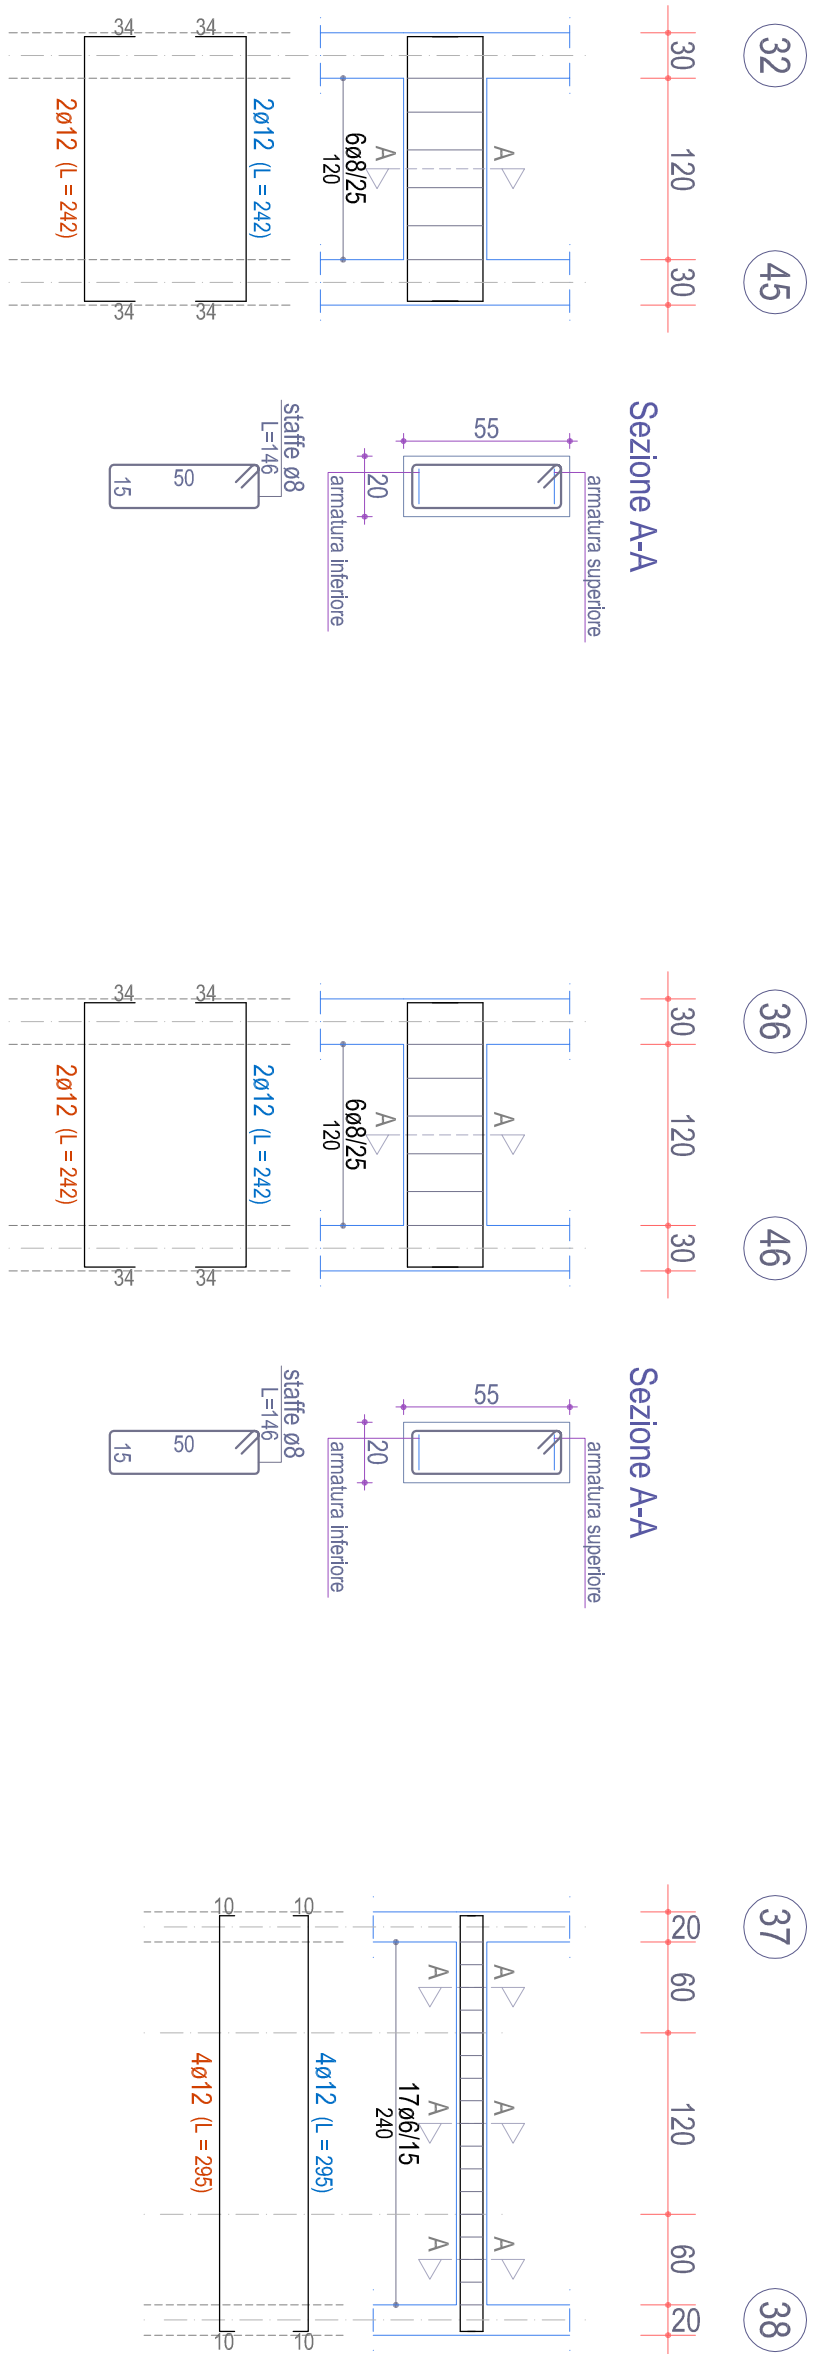 32
45
30
120
30
A
A
6ø8/25
120
34
34
2ø12 (L = 242)
2ø12 (L = 242)
34
34
Sezione A-A
armatura superiore
55
20
armatura inferiore
staffe ø8
L=146
50
15
36
46
30
120
30
A
A
6ø8/25
120
34
34
2ø12 (L = 242)
2ø12 (L = 242)
34
34
Sezione A-A
armatura superiore
55
20
armatura inferiore
staffe ø8
L=146
50
15
37
38
20
60
120
60
20
A
A
A
A
A
A
17ø6/15
240
10
10
4ø12 (L = 295)
4ø12 (L = 295)
10
10